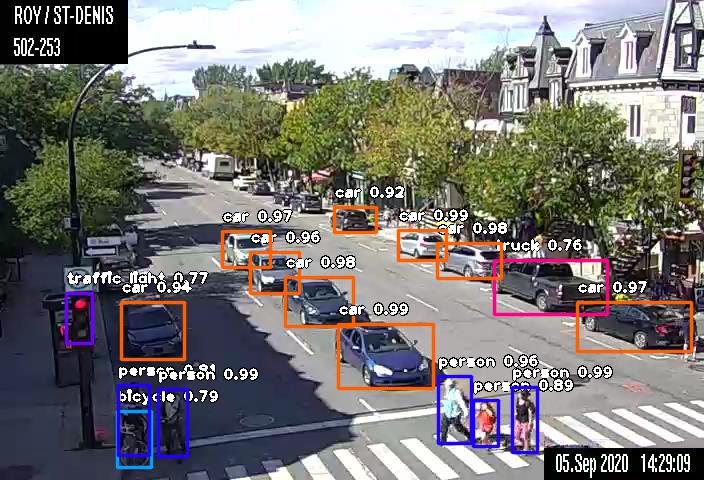 ROY / ST-DENIS
502-253
car 0.92
car 0.97
car 0.99
car 0.96
car 0.98
truck 0.76
car 0.98
traffic light 0.77
car 0.94
car 0.97
car 0.99
person 0.96
person 0.99
person 0.99
person 0.89
bicycle 0.79
05.Sep 2020 14:29:09